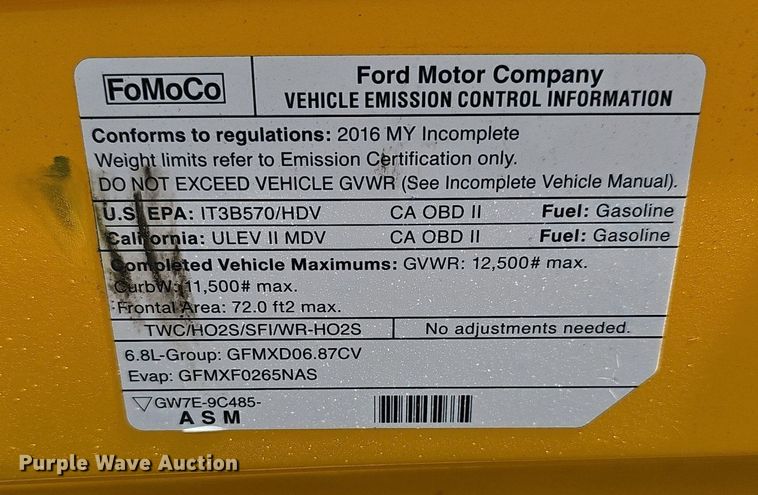 FoMoCo
Ford Motor Company
VEHICLE EMISSION CONTROL INFORMATION
Conforms to regulations: 2016 MY Incomplete
Weight limits refer to Emission Certification only.
DO NOT EXCEED VEHICLE GVWR (See Incomplete Vehicle Manual).
U.S. EPA: IT3B570/HDV CA OBD II Fuel: Gasoline
California: ULEV II MDV CA OBD II Fuel: Gasoline
Completed Vehicle Maximums: GVWR: 12,500# max.
CurbW: 11,500# max.
Frontal Area: 72.0 ft2 max.
TWC/HO2S/SFI/WR-HO2S No adjustments needed.
6.8L-Group: GFMXD06.87CV
Evap: GFMXF0265NAS
GW7E-9C485-
ASM
Purple Wave Auction